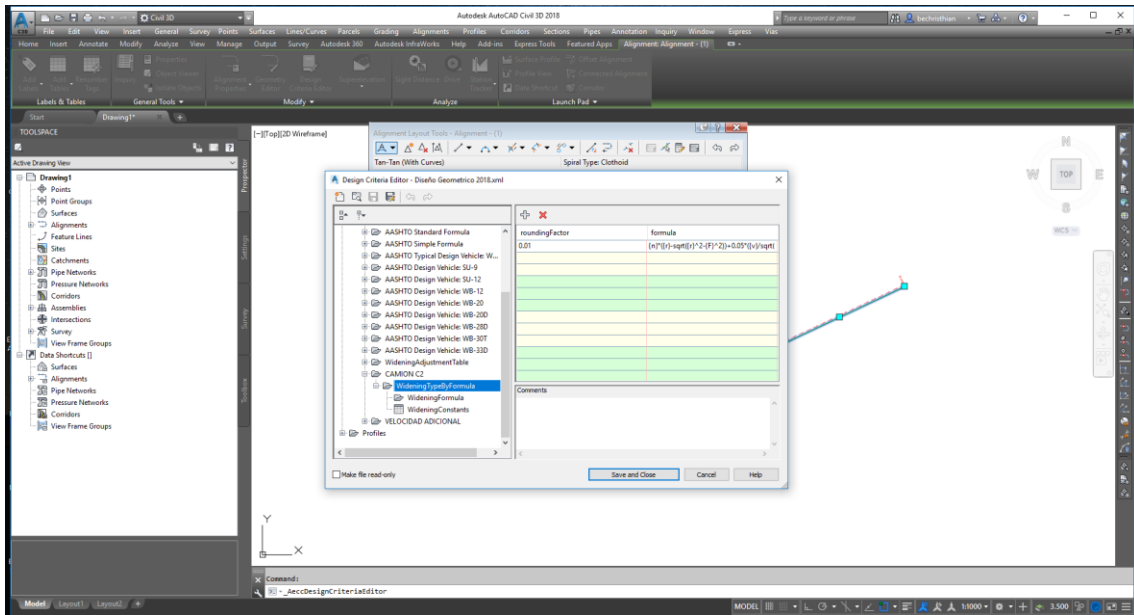 Civil 3D
Autodesk AutoCAD Civil 3D 2018
Type a keyword or phrase
bechristhian
File Edit View Insert General Survey Points Surfaces Lines/Curves Parcels Grading Alignments Profiles Corridors Sections Pipes Annotation Inquiry Window Express Vias
Home Insert Annotate Modify Analyze View Manage Output Survey Autodesk 360 Autodesk InfraWorks Help Add-ins Express Tools Featured Apps Alignment: Alignment - (1)
Labels & Tables
General Tools
Modify
Analyze
Launch Pad
Start
Drawing1*
TOOLSPACE
Active Drawing View
Drawing1
Points
Point Groups
Surfaces
Alignments
Feature Lines
Sites
Catchments
Pipe Networks
Pressure Networks
Corridors
Assemblies
Intersections
Survey
View Frame Groups
Data Shortcuts []
Surfaces
Alignments
Pipe Networks
Pressure Networks
Corridors
View Frame Groups
Prospector
Settings
Survey
Toolbox
[-][Top][2D Wireframe]
Alignment Layout Tools - Alignment - (1)
Tan-Tan (With Curves)
Spiral Type: Clothoid
Design Criteria Editor - Diseño Geometrico 2018.xml
AASHTO Standard Formula
AASHTO Simple Formula
AASHTO Typical Design Vehicle: W...
AASHTO Design Vehicle: SU-9
AASHTO Design Vehicle: SU-12
AASHTO Design Vehicle: WB-12
AASHTO Design Vehicle: WB-20
AASHTO Design Vehicle: WB-20D
AASHTO Design Vehicle: WB-28D
AASHTO Design Vehicle: WB-30T
AASHTO Design Vehicle: WB-33D
WideningAdjustmentTable
CAMION C2
WideningTypeByFormula
WideningFormula
WideningConstants
VELOCIDAD ADICIONAL
Profiles
roundingFactor
formula
0.01
{n}*({r}-sqrt({r}^2-{F}^2))+0.05*({v}/sqrt(
Comments
Make file read-only
Save and Close
Cancel
Help
N
W
TOP
E
S
WCS
Y
X
Command:
- _AeccDesignCriteriaEditor
Model
Layout1
Layout2
+
MODEL
1:1000
3.500